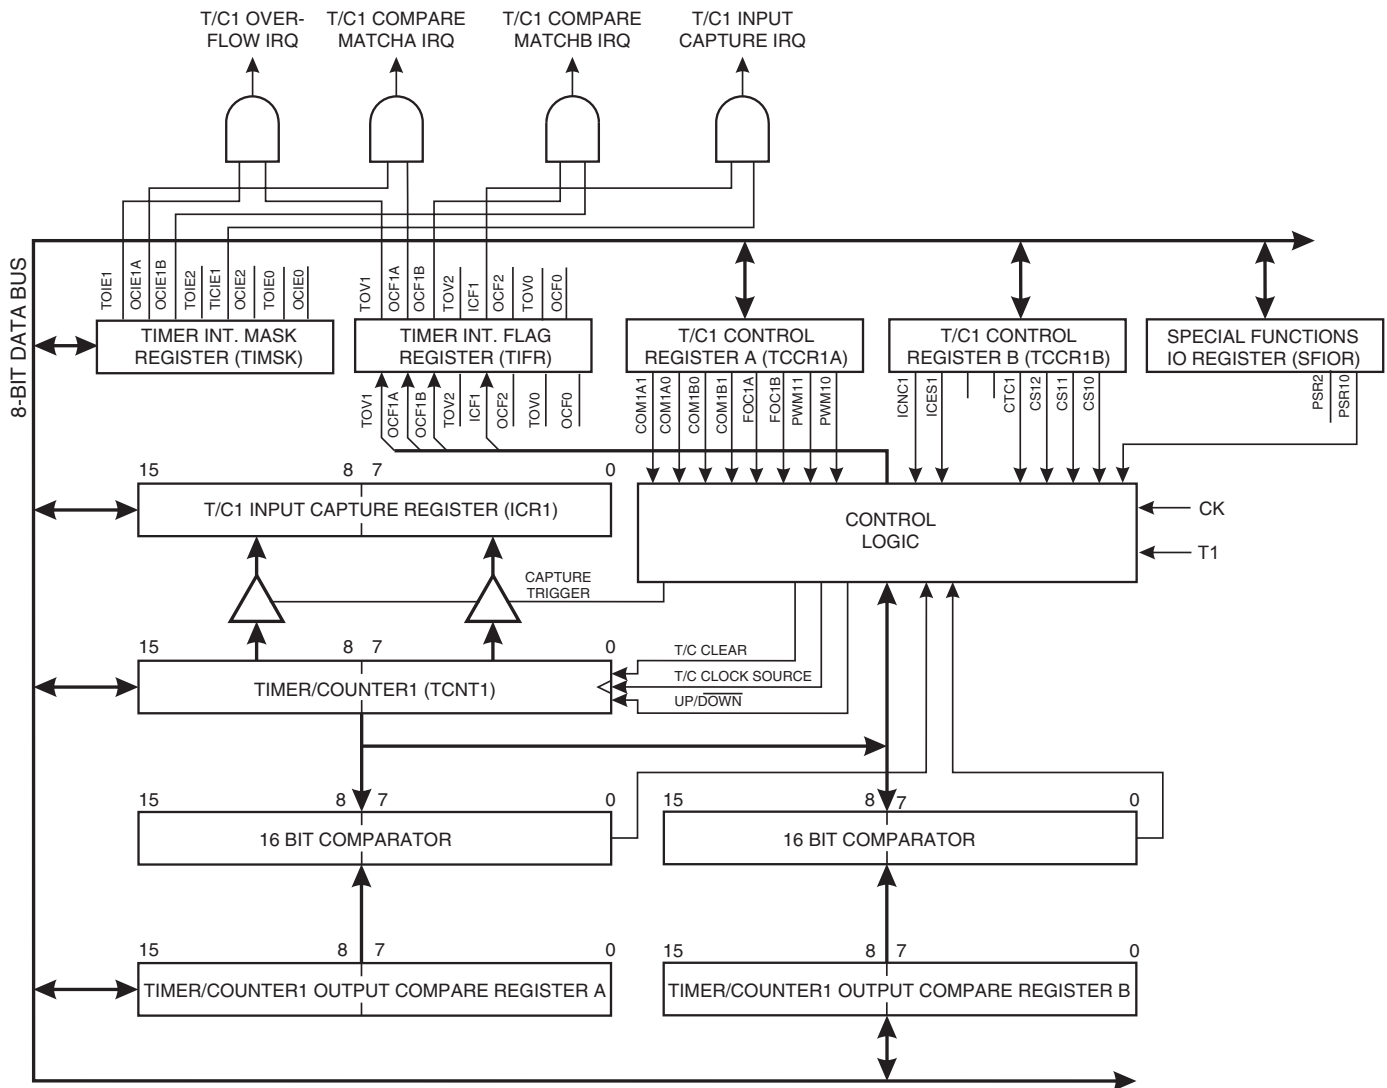 T/C1 OVER-
FLOW IRQ
T/C1 COMPARE
MATCHA IRQ
T/C1 COMPARE
MATCHB IRQ
T/C1 INPUT
CAPTURE IRQ
8-BIT DATA BUS
TOIE1
OCIE1A
OCIE1B
TOIE2
TICIE1
OCIE2
TOIE0
OCIE0
TOV1
OCF1A
OCF1B
TOV2
ICF1
OCF2
TOV0
OCF0
TIMER INT. MASK
REGISTER (TIMSK)
TIMER INT. FLAG
REGISTER (TIFR)
T/C1 CONTROL
REGISTER A (TCCR1A)
T/C1 CONTROL
REGISTER B (TCCR1B)
SPECIAL FUNCTIONS
IO REGISTER (SFIOR)
TOV1
OCF1A
OCF1B
TOV2
ICF1
OCF2
TOV0
OCF0
COM1A1
COM1A0
COM1B0
COM1B1
FOC1A
FOC1B
PWM11
PWM10
ICNC1
ICES1
CTC1
CS12
CS11
CS10
PSR2
PSR10
15 8 7 0
T/C1 INPUT CAPTURE REGISTER (ICR1)
CONTROL
LOGIC
CK
T1
CAPTURE
TRIGGER
15 8 7 0
TIMER/COUNTER1 (TCNT1)
T/C CLEAR
T/C CLOCK SOURCE
UP/DOWN
15 8 7 0
16 BIT COMPARATOR
15 8 7 0
16 BIT COMPARATOR
15 8 7 0
TIMER/COUNTER1 OUTPUT COMPARE REGISTER A
15 8 7 0
TIMER/COUNTER1 OUTPUT COMPARE REGISTER B